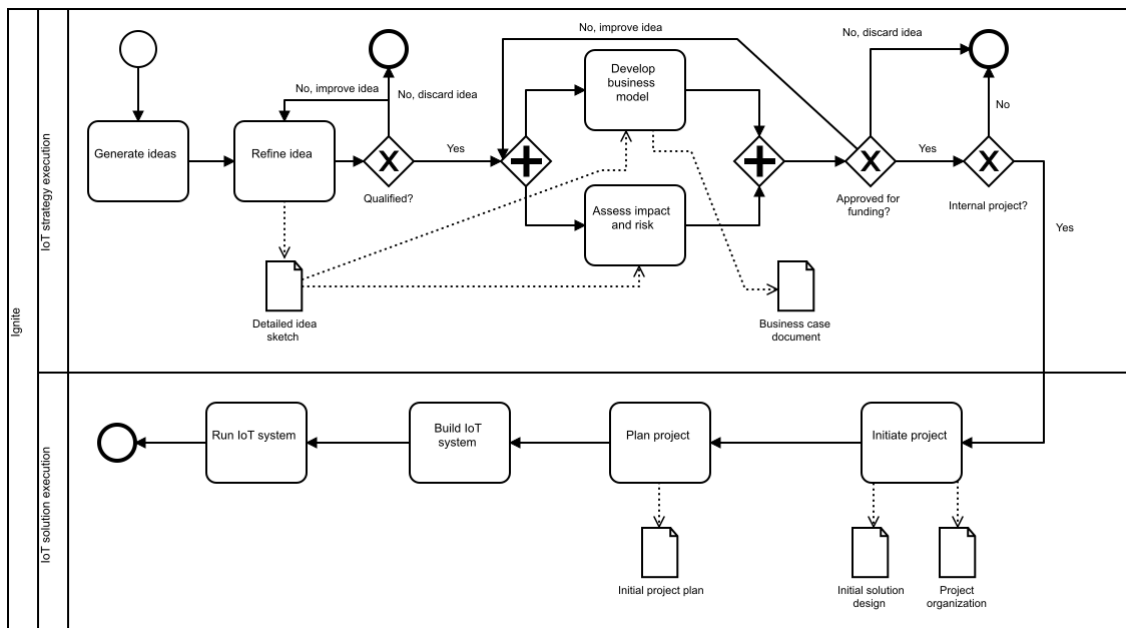 Ignite
IoT strategy execution
No, improve idea
No, discard idea
Develop
business
model
No, improve idea
No, discard idea
No
Generate ideas
Refine idea
Yes
Yes
Qualified?
Approved for
funding?
Internal project?
Assess impact
and risk
Yes
Detailed idea
sketch
Business case
document
IoT solution execution
Run IoT system
Build IoT
system
Plan project
Initiate project
Initial project plan
Initial solution
design
Project
organization